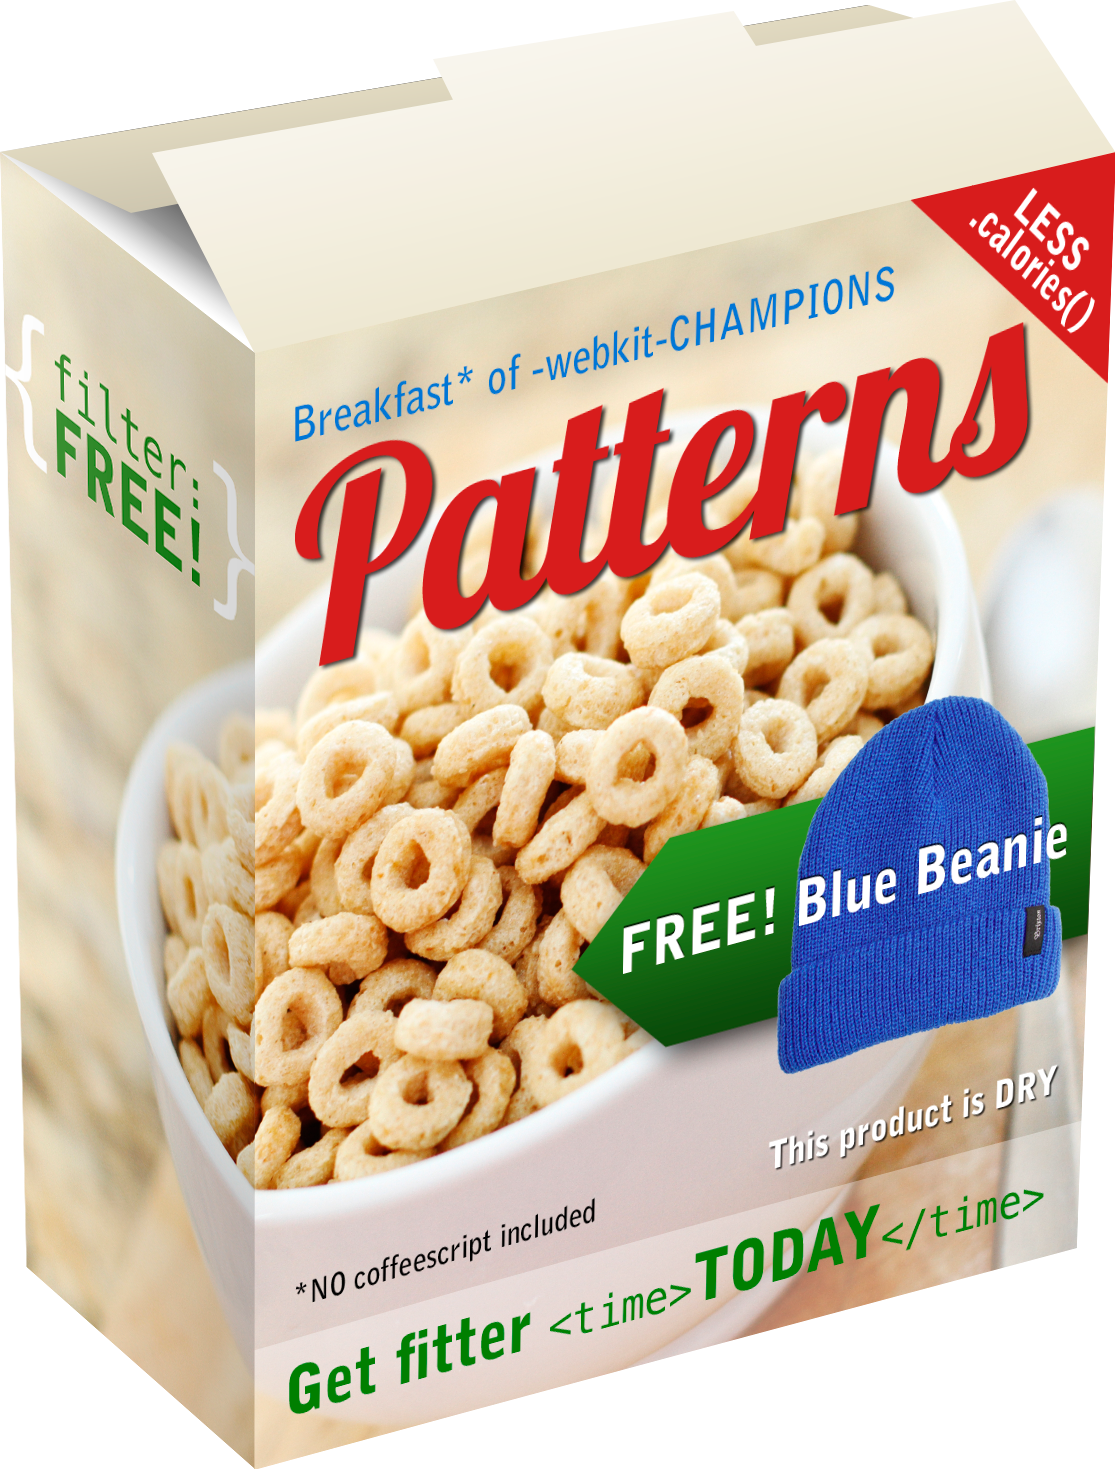 LESS
.calories()
Breakfast* of -webkit-CHAMPIONS
Patterns
{ filter:
FREE! }
FREE! Blue Beanie
Brixton
This product is DRY
*NO coffeescript included
Get fitter <time>TODAY</time>